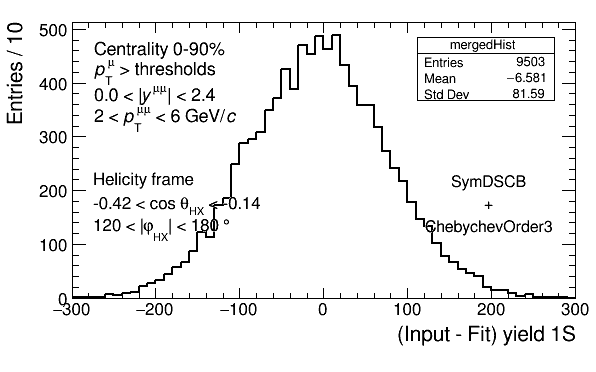 Entries / 10
500
400
300
200
100
0
Centrality 0-90%
p_T^μ > thresholds
0.0 < |y^μμ| < 2.4
2 < p_T^μμ < 6 GeV/c
mergedHist
Entries 9503
Mean −6.581
Std Dev 81.59
Helicity frame
-0.42 < cos θ_HX < -0.14
120 < |φ_HX| < 180 °
SymDSCB
+
ChebychevOrder3
−300 −200 −100 0 100 200 300
(Input - Fit) yield 1S